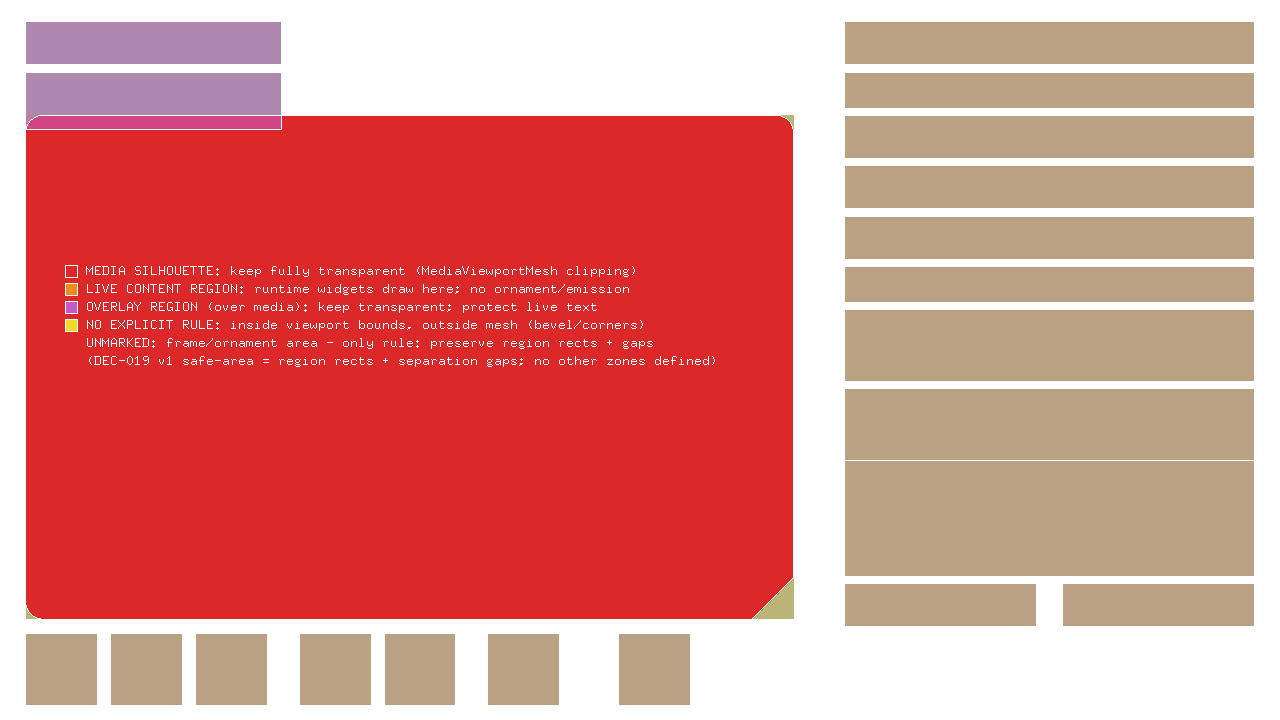 MEDIA SILHOUETTE: keep fully transparent (MediaViewportMesh clipping)
LIVE CONTENT REGION: runtime widgets draw here; no ornament/emission
OVERLAY REGION (over media): keep transparent; protect live text
NO EXPLICIT RULE: inside viewport bounds, outside mesh (bevel/corners)
UNMARKED: frame/ornament area - only rule: preserve region rects + gaps
(DEC-019 v1 safe-area = region rects + separation gaps; no other zones defined)